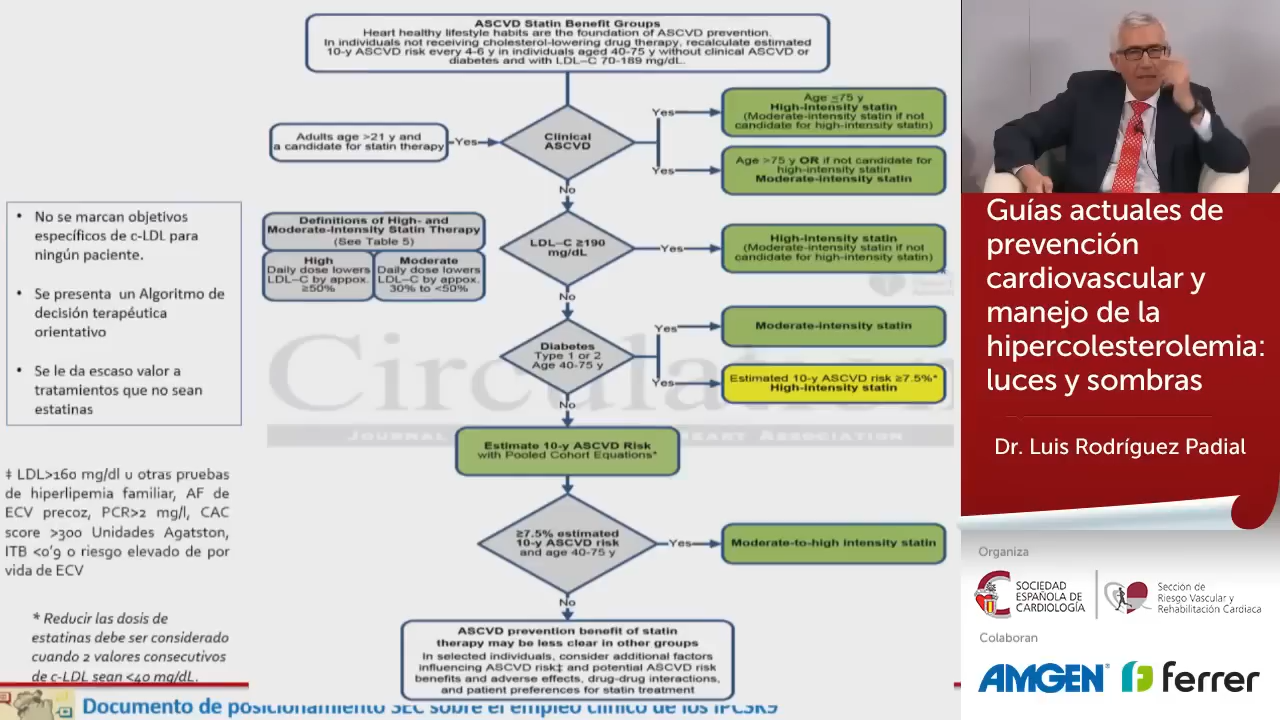 ASCVD Statin Benefit Groups
Heart healthy lifestyle habits are the foundation of ASCVD prevention.
In individuals not receiving cholesterol-lowering drug therapy, recalculate estimated
10-y ASCVD risk every 4-6 y in individuals aged 40-75 y without clinical ASCVD or
diabetes and with LDL-C 70-189 mg/dL.
Adults age >21 y and
a candidate for statin therapy
Yes
Clinical
ASCVD
Yes
Age ≤75 y
High-Intensity statin
(Moderate-intensity statin if not
candidate for high-intensity statin)
Yes
Age >75 y OR if not candidate for
high-intensity statin
Moderate-intensity statin
No
Definitions of High- and
Moderate-Intensity Statin Therapy
(See Table 5)
High
Daily dose lowers
LDL-C by appox.
≥50%
Moderate
Daily dose lowers
LDL-C by appox.
30% to <50%
LDL-C ≥190
mg/dL
Yes
High-Intensity statin
(Moderate-intensity statin if not
candidate for high-intensity statin)
No
Diabetes
Type 1 or 2
Age 40-75 y
Yes
Moderate-intensity statin
Yes
Estimated 10-y ASCVD risk ≥7.5%*
High-Intensity statin
No
Estimate 10-y ASCVD Risk
with Pooled Cohort Equations*
≥7.5% estimated
10-y ASCVD risk
and age 40-75 y
Yes
Moderate-to-high intensity statin
No
ASCVD prevention benefit of statin
therapy may be less clear in other groups
In selected individuals, consider additional factors
influencing ASCVD risk‡ and potential ASCVD risk
benefits and adverse effects, drug-drug interactions,
and patient preferences for statin treatment
• No se marcan objetivos
específicos de c-LDL para
ningún paciente.
• Se presenta un Algoritmo de
decisión terapéutica
orientativo
• Se le da escaso valor a
tratamientos que no sean
estatinas
‡ LDL>160 mg/dl u otras pruebas
de hiperlipemia familiar, AF de
ECV precoz, PCR>2 mg/l, CAC
score >300 Unidades Agatston,
ITB <0'9 o riesgo elevado de por
vida de ECV
* Reducir las dosis de
estatinas debe ser considerado
cuando 2 valores consecutivos
de c-LDL sean <40 mg/dL.
Documento de posicionamiento SEC sobre el empleo clínico de los iPCSK9
Guías actuales de
prevención
cardiovascular y
manejo de la
hipercolesterolemia:
luces y sombras
Dr. Luis Rodríguez Padial
Organiza
SOCIEDAD
ESPAÑOLA DE
CARDIOLOGÍA
Sección de
Riesgo Vascular y
Rehabilitación Cardiaca
Colaboran
AMGEN®
ferrer